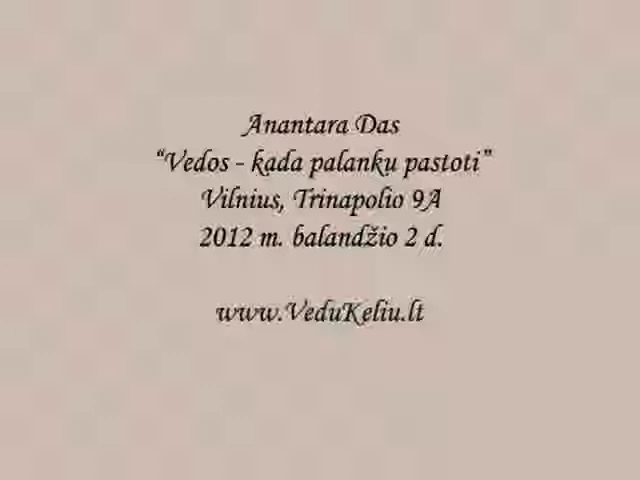 Anantara Das
“Vedos - kada palanku pastoti”
Vilnius, Trinapolio 9A
2012 m. balandžio 2 d.
www.VeduKeliu.lt